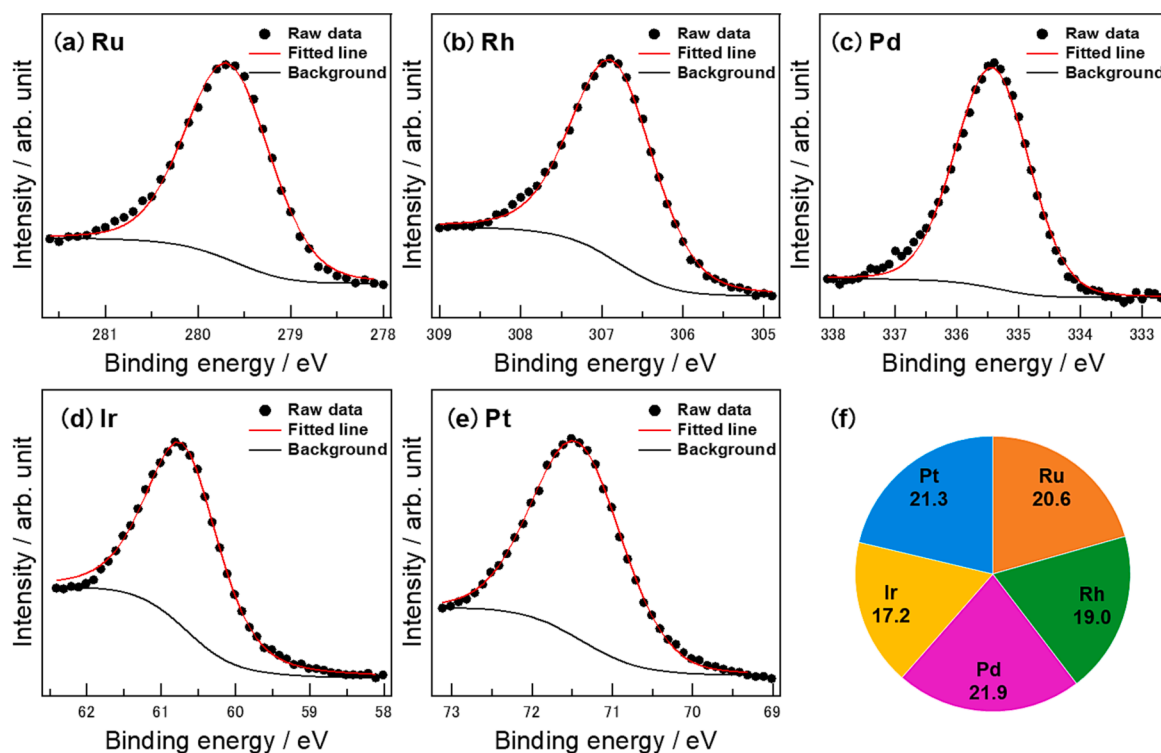 (a) Ru
Raw data
Fitted line
Background
Intensity / arb. unit
281 280 279 278
Binding energy / eV
(b) Rh
Raw data
Fitted line
Background
Intensity / arb. unit
309 308 307 306 305
Binding energy / eV
(c) Pd
Raw data
Fitted line
Background
Intensity / arb. unit
338 337 336 335 334 333
Binding energy / eV
(d) Ir
Raw data
Fitted line
Background
Intensity / arb. unit
62 61 60 59 58
Binding energy / eV
(e) Pt
Raw data
Fitted line
Background
Intensity / arb. unit
73 72 71 70 69
Binding energy / eV
(f)
Pt
21.3
Ru
20.6
Ir
17.2
Rh
19.0
Pd
21.9